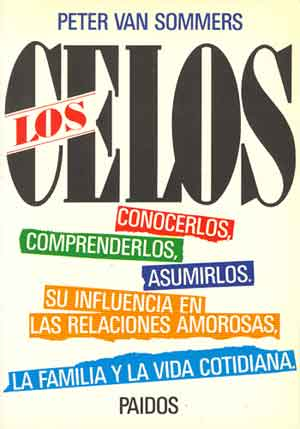 PETER VAN SOMMERS
LOS
CELOS
CONOCERLOS,
COMPRENDERLOS,
ASUMIRLOS.
SU INFLUENCIA EN
LAS RELACIONES AMOROSAS,
LA FAMILIA Y LA VIDA COTIDIANA.
PAIDOS